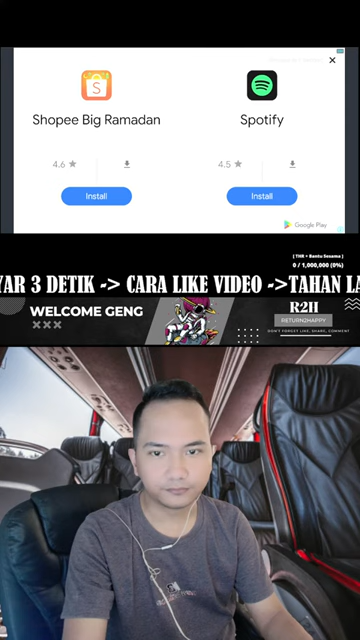 Shopee Big Ramadan
Spotify
4.6 ★
4.5 ★
Install
Install
Google Play
[ THR + Bantu Sesama ]
0 / 1,000,000 (0%)
YAR 3 DETIK -> CARA LIKE VIDEO ->TAHAN LA
WELCOME GENG
R2H
RETURN2HAPPY
DON'T FORGET LIKE, SHARE, COMMENT